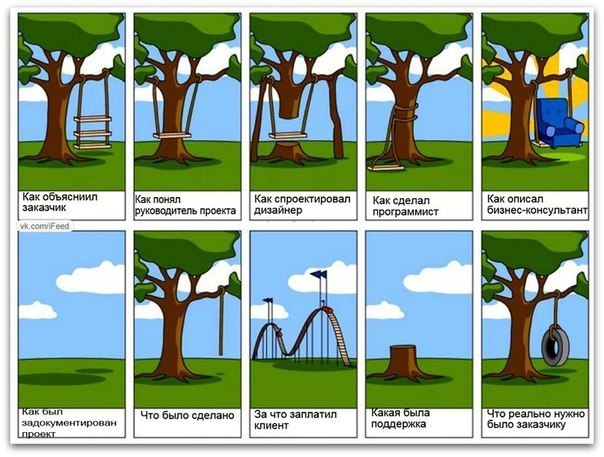 Как объясниил
заказчик
Как понял
руководитель проекта
Как спроектировал
дизайнер
Как сделал
программист
Как описал
бизнес-консультант
vk.com/iFeed
Как был
задокументирован
проект
Что было сделано
За что заплатил
клиент
Какая была
поддержка
Что реально нужно
было заказчику